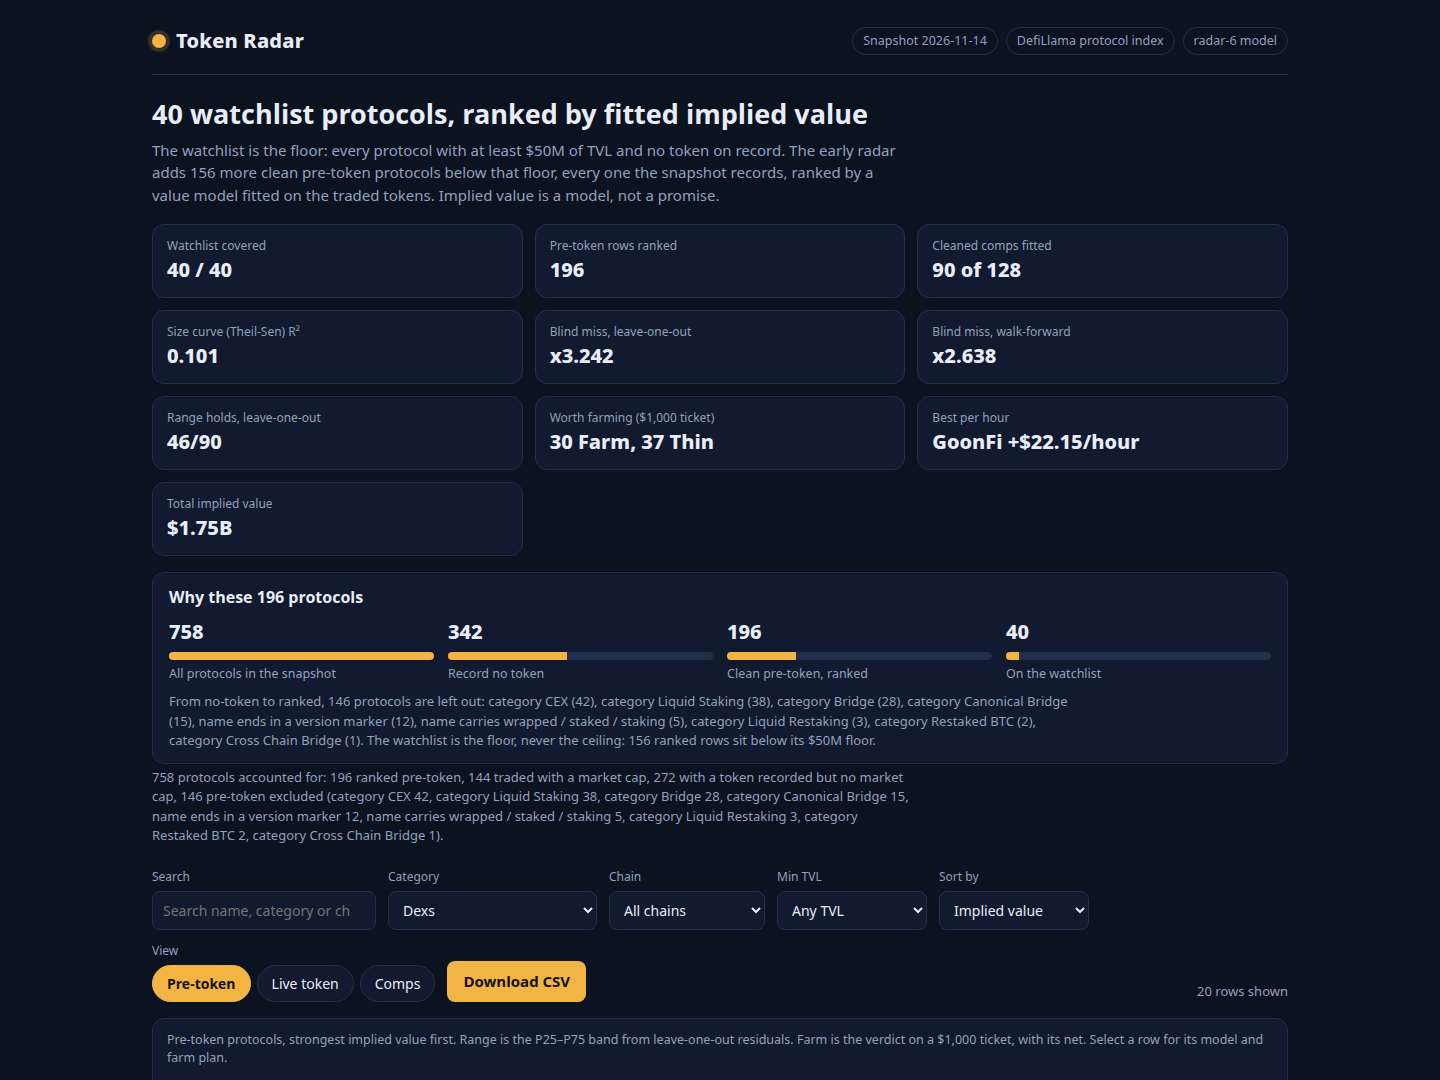 Token Radar
Snapshot 2026-11-14
DefiLlama protocol index
radar-6 model
40 watchlist protocols, ranked by fitted implied value
The watchlist is the floor: every protocol with at least $50M of TVL and no token on record. The early radar
adds 156 more clean pre-token protocols below that floor, every one the snapshot records, ranked by a
value model fitted on the traded tokens. Implied value is a model, not a promise.
Watchlist covered
40 / 40
Pre-token rows ranked
196
Cleaned comps fitted
90 of 128
Size curve (Theil-Sen) R²
0.101
Blind miss, leave-one-out
x3.242
Blind miss, walk-forward
x2.638
Range holds, leave-one-out
46/90
Worth farming ($1,000 ticket)
30 Farm, 37 Thin
Best per hour
GoonFi +$22.15/hour
Total implied value
$1.75B
Why these 196 protocols
758
All protocols in the snapshot
342
Record no token
196
Clean pre-token, ranked
40
On the watchlist
From no-token to ranked, 146 protocols are left out: category CEX (42), category Liquid Staking (38), category Bridge (28), category Canonical Bridge
(15), name ends in a version marker (12), name carries wrapped / staked / staking (5), category Liquid Restaking (3), category Restaked BTC (2),
category Cross Chain Bridge (1). The watchlist is the floor, never the ceiling: 156 ranked rows sit below its $50M floor.
758 protocols accounted for: 196 ranked pre-token, 144 traded with a market cap, 272 with a token recorded but no market
cap, 146 pre-token excluded (category CEX 42, category Liquid Staking 38, category Bridge 28, category Canonical Bridge 15,
name ends in a version marker 12, name carries wrapped / staked / staking 5, category Liquid Restaking 3, category
Restaked BTC 2, category Cross Chain Bridge 1).
Search
Category
Chain
Min TVL
Sort by
Search name, category or ch
Dexs
All chains
Any TVL
Implied value
View
Pre-token
Live token
Comps
Download CSV
20 rows shown
Pre-token protocols, strongest implied value first. Range is the P25–P75 band from leave-one-out residuals. Farm is the verdict on a $1,000 ticket, with its net. Select a row for its model and
farm plan.